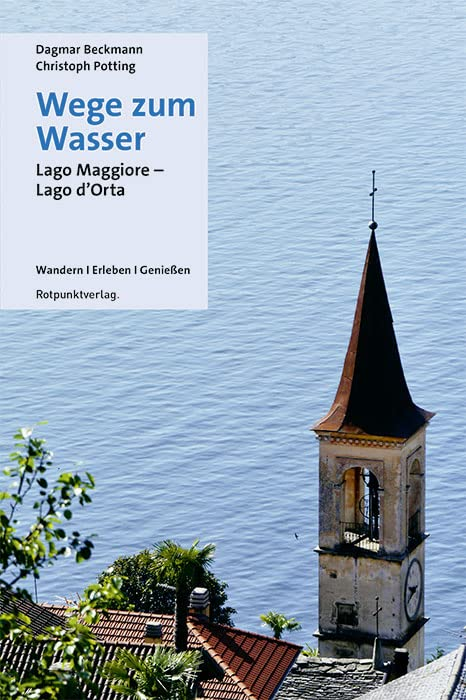 Dagmar Beckmann
Christoph Potting
Wege zum
Wasser
Lago Maggiore –
Lago d’Orta
Wandern | Erleben | Genießen
Rotpunktverlag.